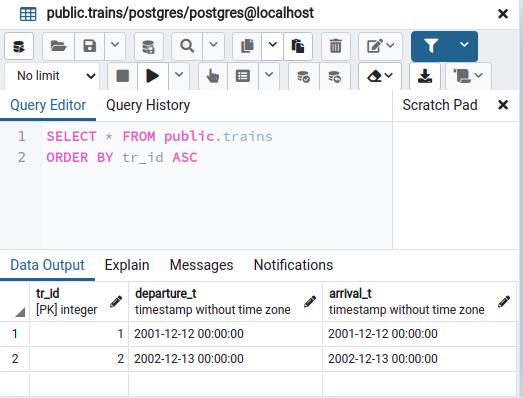 public.trains/postgres/postgres@localhost
No limit
Query Editor Query History Scratch Pad
1 SELECT * FROM public.trains
2 ORDER BY tr_id ASC
Data Output Explain Messages Notifications
tr_id departure_t arrival_t
[PK] integer timestamp without time zone timestamp without time zone
1 1 2001-12-12 00:00:00 2001-12-12 00:00:00
2 2 2002-12-13 00:00:00 2002-12-13 00:00:00